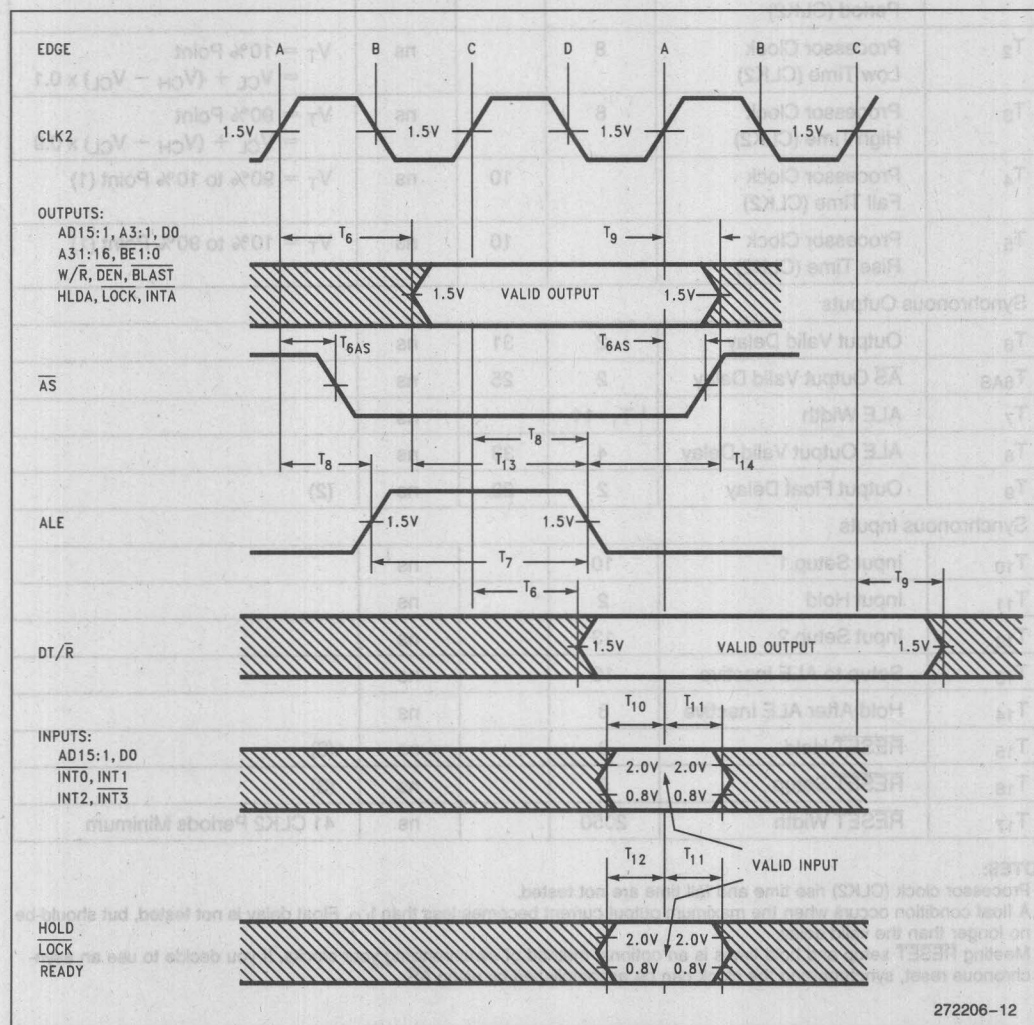 EDGE A B C D A B C
CLK2 1.5V 1.5V 1.5V 1.5V 1.5V 1.5V
OUTPUTS:
AD15:1, A3:1, D0
A31:16, BE1:0
W/R, DEN, BLAST
HLDA, LOCK, INTA
T6 T9
1.5V VALID OUTPUT 1.5V
T6AS T6AS
AS
T8
T8 T13 T14
ALE 1.5V 1.5V
T7
T6 T9
DT/R 1.5V VALID OUTPUT 1.5V
T10 T11
INPUTS:
AD15:1, D0
INT0, INT1
INT2, INT3
2.0V 2.0V
0.8V 0.8V
T12 T11
VALID INPUT
HOLD
LOCK
READY
2.0V 2.0V
0.8V 0.8V
272206–12